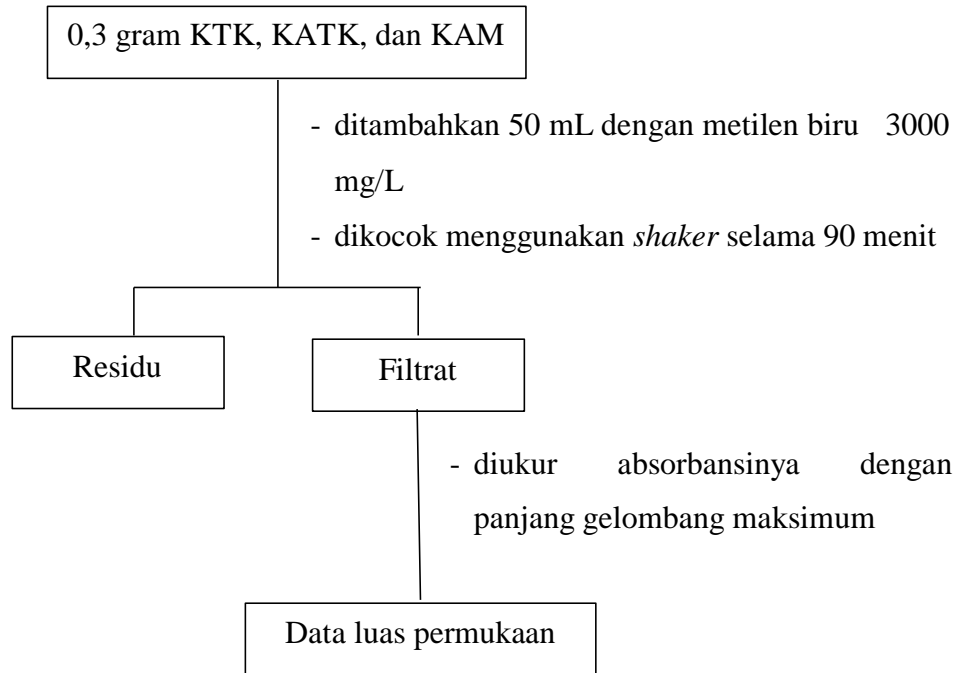 0,3 gram KTK, KATK, dan KAM
- ditambahkan 50 mL dengan metilen biru 3000
mg/L
- dikocok menggunakan shaker selama 90 menit
Residu
Filtrat
- diukur absorbansinya dengan
panjang gelombang maksimum
Data luas permukaan